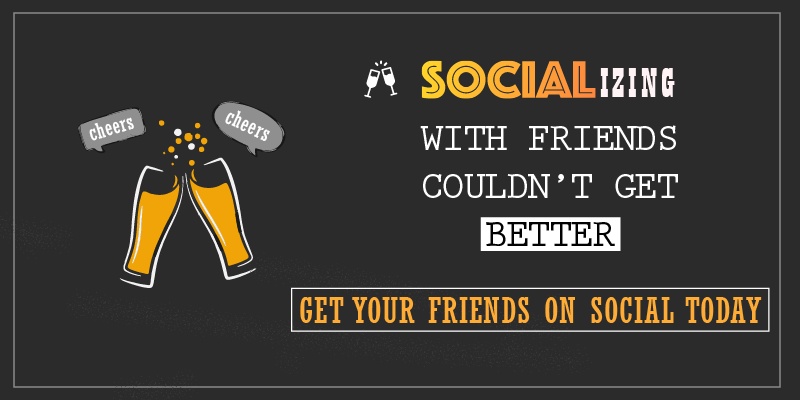 cheers
cheers
SOCIALIZING
WITH FRIENDS
COULDN'T GET
BETTER
GET YOUR FRIENDS ON SOCIAL TODAY